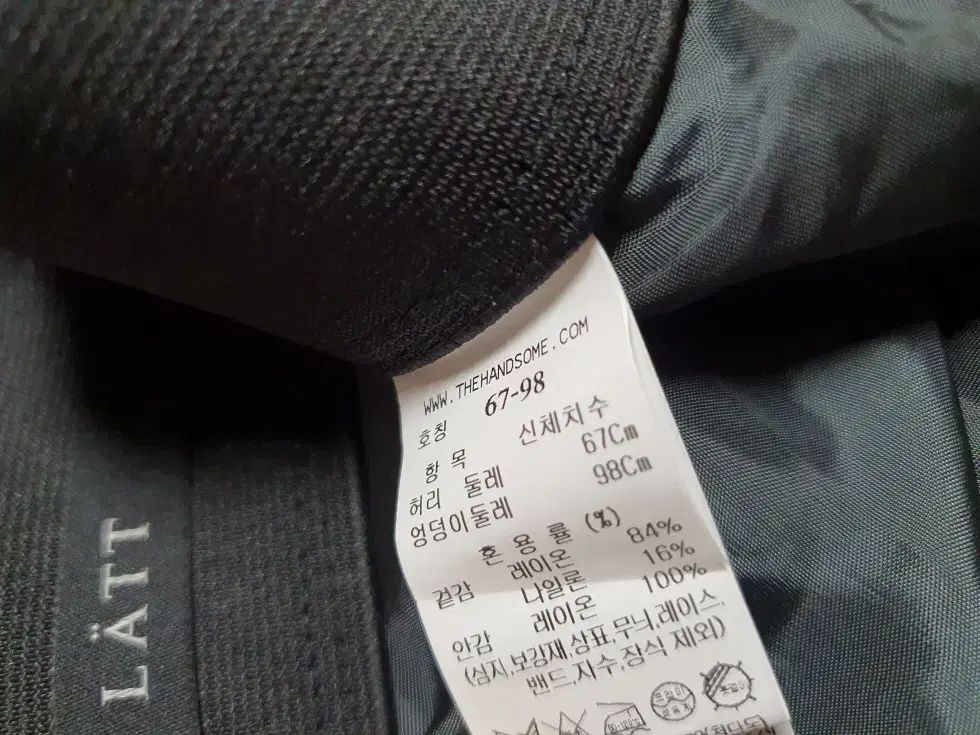 WWW.THEHANDSOME.COM
호칭 67-98
항 목 신체치수
허리 둘레 67Cm
엉덩이둘레 98Cm
혼 용 률 (%)
겉감 레이온 84%
나일론 16%
안감 레이온 100%
(심지,보강재,상표,무늬,레이스,
밴드,자수,장식 제외)
드라이
LÄTT